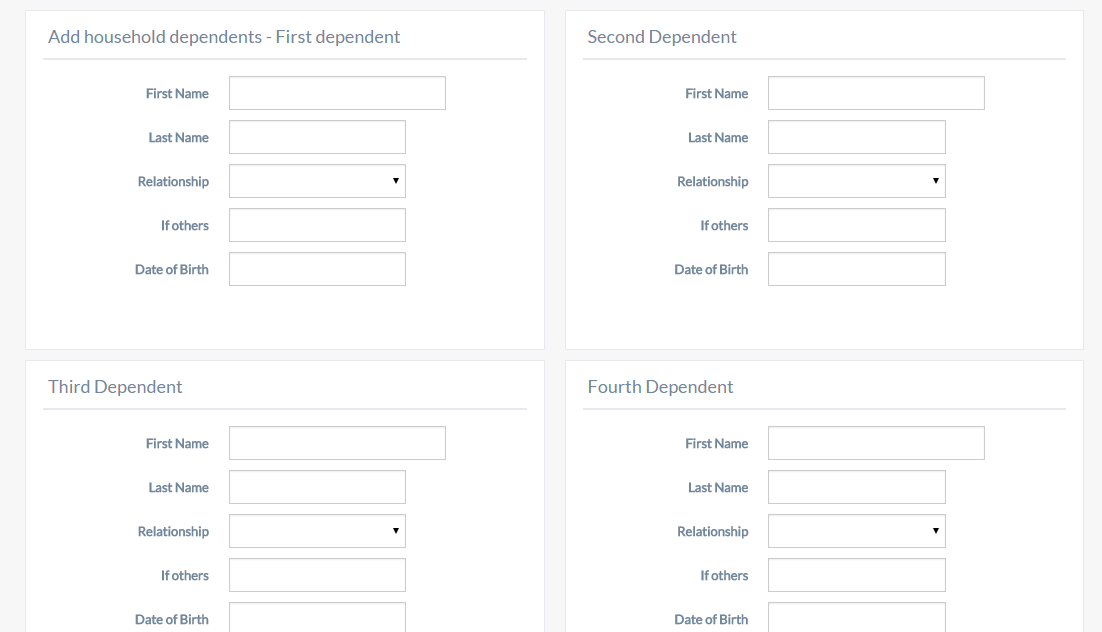 Add household dependents - First dependent
First Name
Last Name
Relationship
If others
Date of Birth
Second Dependent
First Name
Last Name
Relationship
If others
Date of Birth
Third Dependent
First Name
Last Name
Relationship
If others
Date of Birth
Fourth Dependent
First Name
Last Name
Relationship
If others
Date of Birth